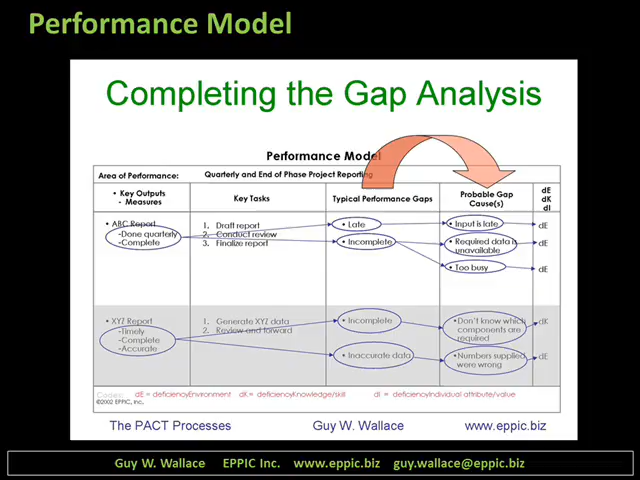 Performance Model
Completing the Gap Analysis
Performance Model
Area of Performance: Quarterly and End of Phase Project Reporting
• Key Outputs
- Measures
Key Tasks
Typical Performance Gaps
Probable Gap
Cause(s)
dE
dK
dI
• ABC Report
-Done quarterly
-Complete
1. Draft report
2. Conduct review
3. Finalize report
• Late
• Incomplete
• Input is late
• Required data is
unavailable
• Too busy
dE
dE
dE
• XYZ Report
-Timely
-Complete
-Accurate
1. Generate XYZ data
2. Review and forward
• Incomplete
• Inaccurate data
• Don't know which
components are
required
• Numbers supplied
were wrong
dK
dE
Codes: dE = deficiencyEnvironment dK= deficiencyKnowledge/skill dI = deficiencyIndividual attribute/value
©2002 EPPIC, Inc.
The PACT Processes Guy W. Wallace www.eppic.biz
Guy W. Wallace EPPIC Inc. www.eppic.biz guy.wallace@eppic.biz